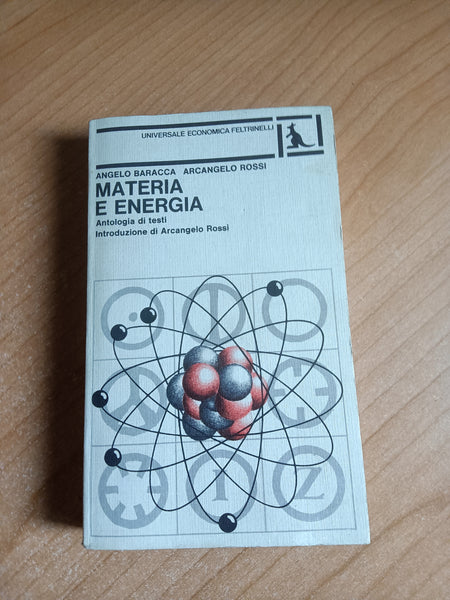 UNIVERSALE ECONOMICA FELTRINELLI
ANGELO BARACCA ARCANGELO ROSSI
MATERIA
E ENERGIA
Antologia di testi
Introduzione di Arcangelo Rossi
I
Z